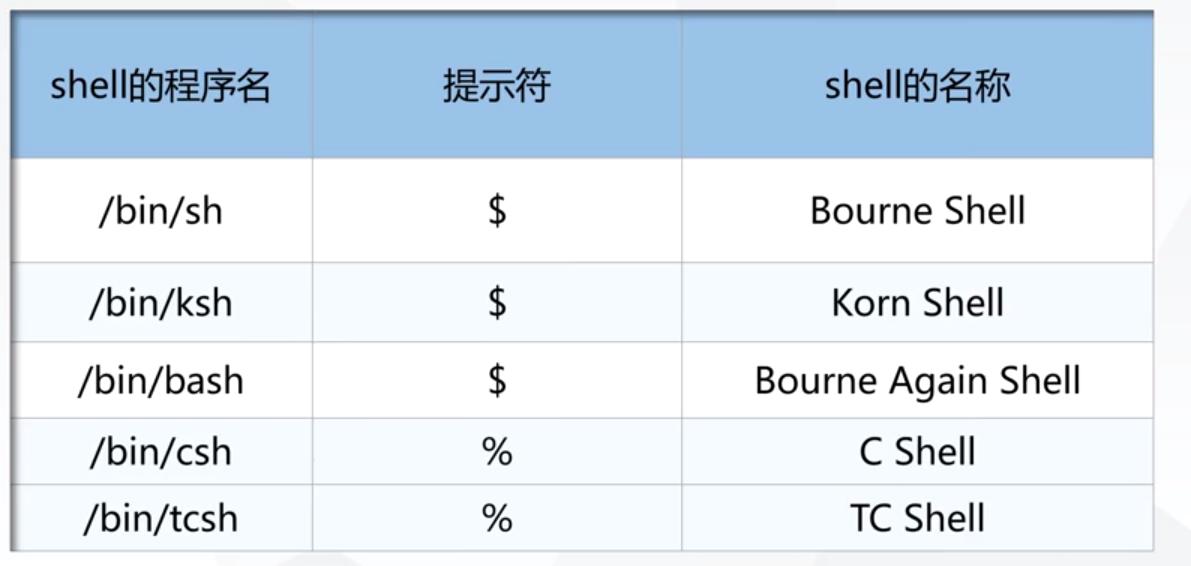 shell的程序名 提示符 shell的名称
/bin/sh $ Bourne Shell
/bin/ksh $ Korn Shell
/bin/bash $ Bourne Again Shell
/bin/csh % C Shell
/bin/tcsh % TC Shell